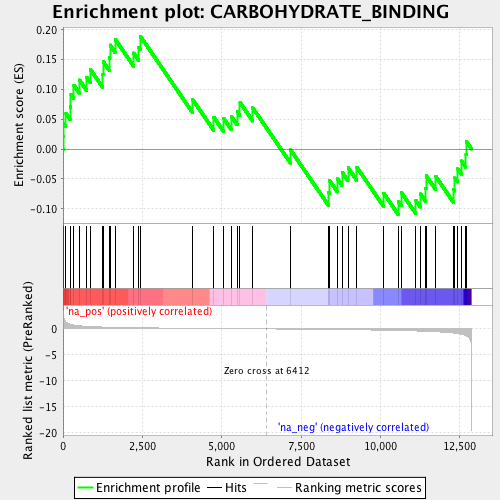 Enrichment plot: CARBOHYDRATE_BINDING
Enrichment score (ES)
0.20
0.15
0.10
0.05
0.00
-0.05
-0.10
'na_pos' (positively correlated)
Ranked list metric (PreRanked)
0
-5
-10
-15
-20
Zero cross at 6412
'na_neg' (negatively correlated)
0
2,500
5,000
7,500
10,000
12,500
Rank in Ordered Dataset
Enrichment profile
Hits
Ranking metric scores